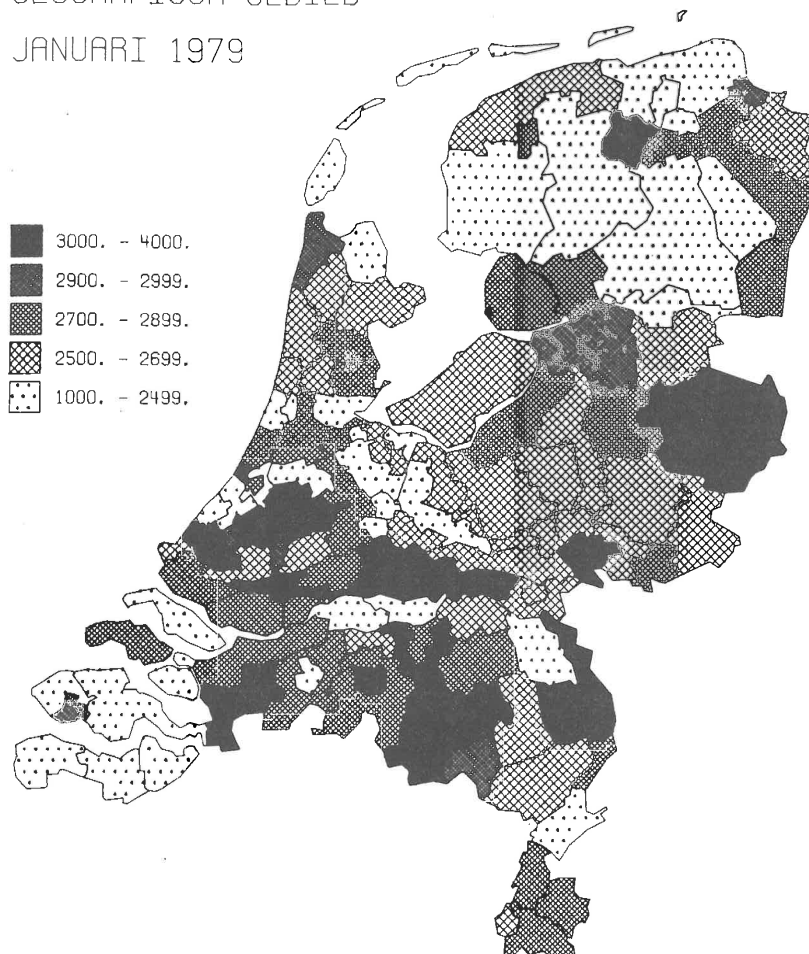 JANUARI 1979
3000. - 4000.
2900. - 2999.
2700. - 2899.
2500. - 2699.
1000. - 2499.